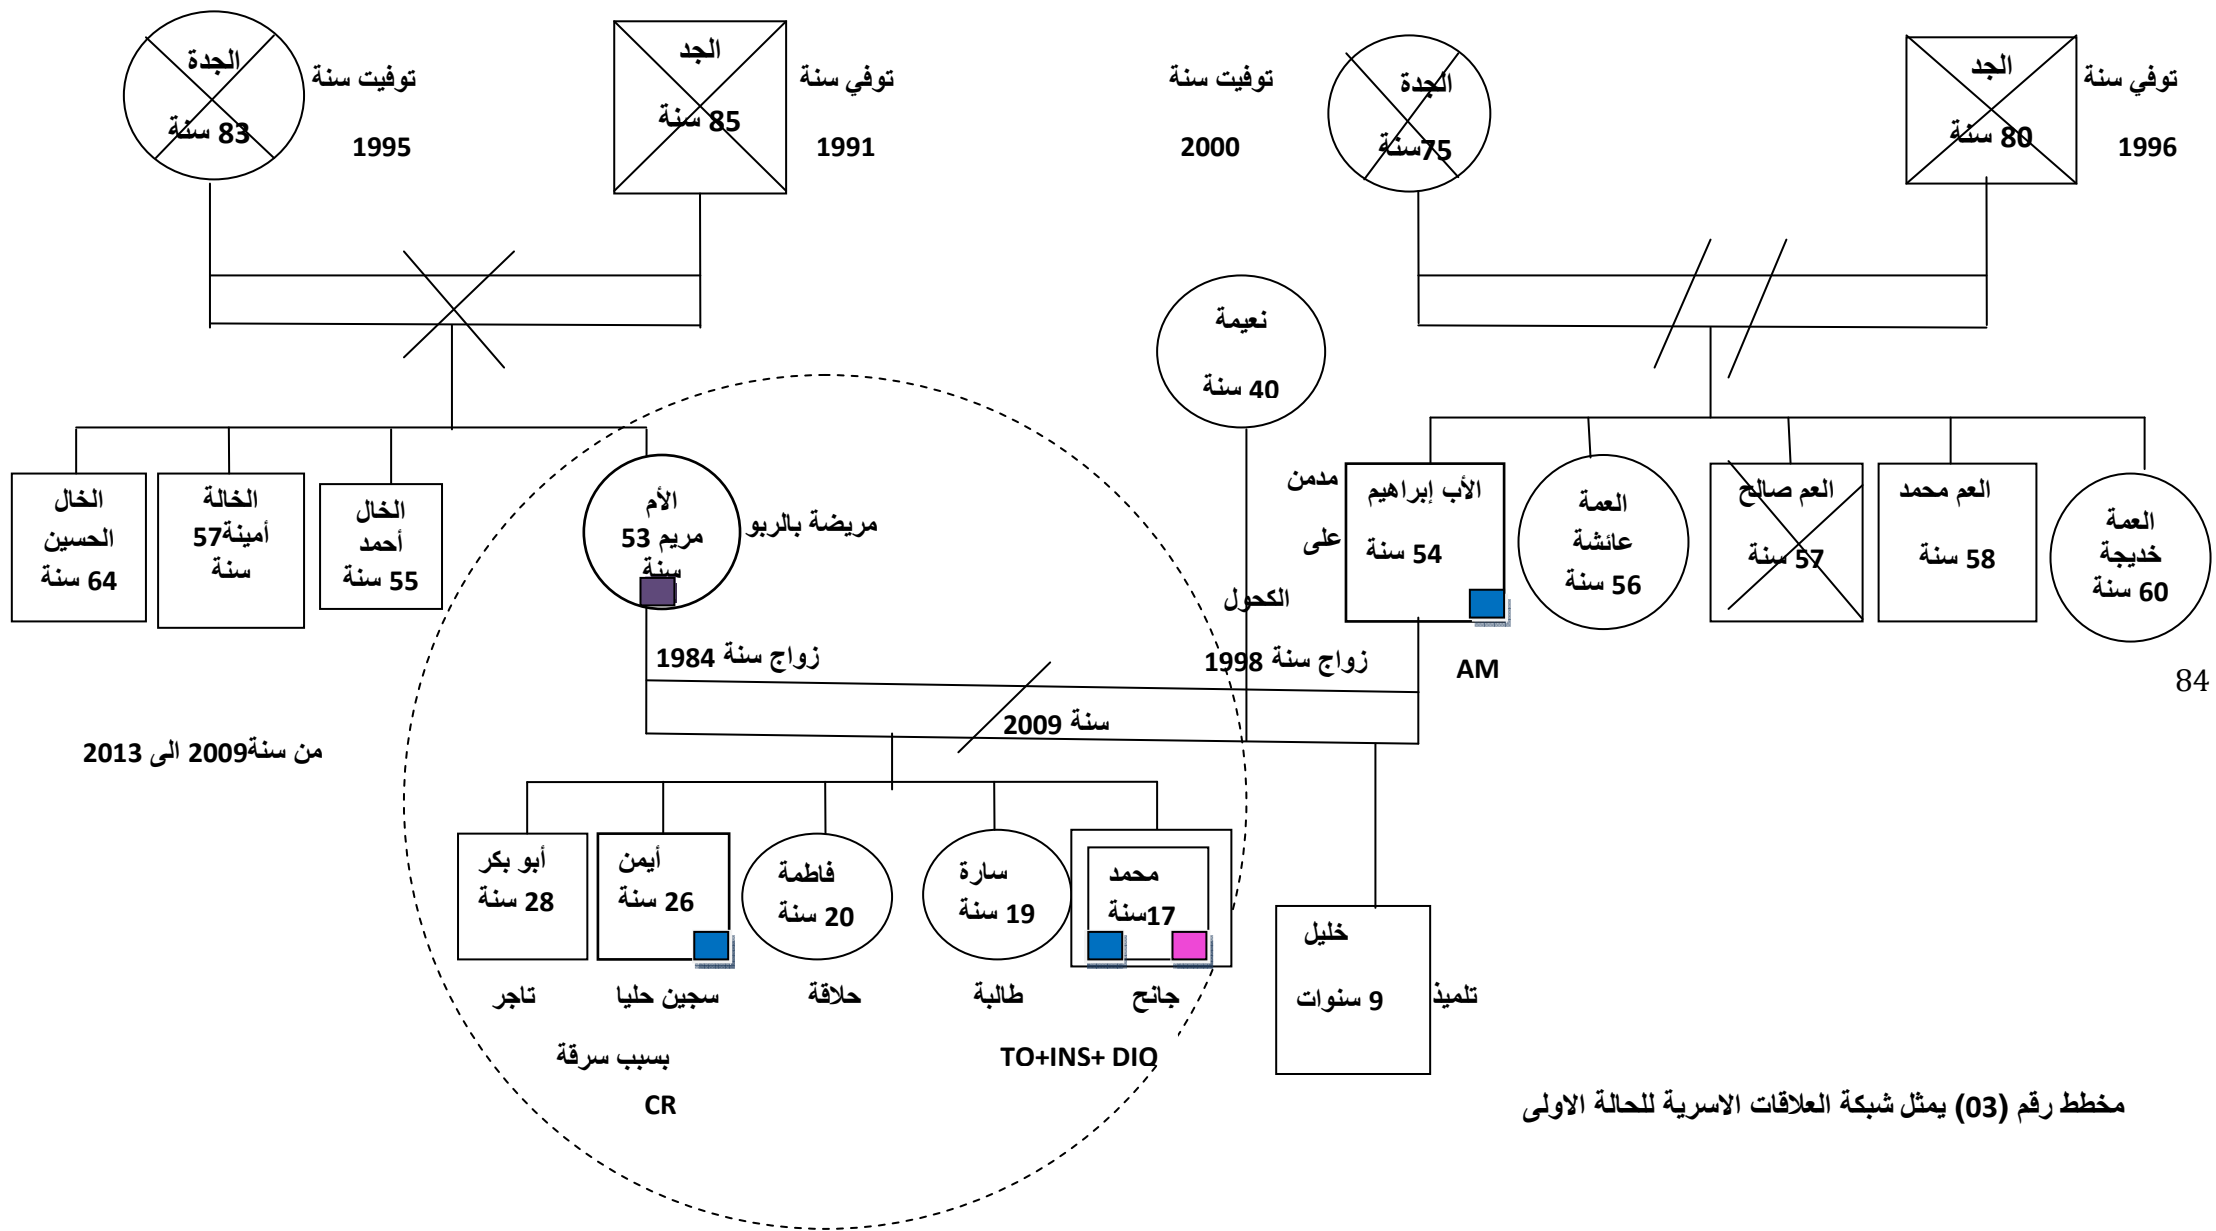 الجدة
83 سنة
توفيت سنة
1995
الجد
85 سنة
توفي سنة
1991
الجدة
75سنة
توفيت سنة
2000
الجد
80 سنة
توفي سنة
1996
نعيمة
40 سنة
الخال
الحسين
64 سنة
الخالة
أمينة57
سنة
الخال
أحمد
55 سنة
الأم
مريم 53
سنة
مريضة بالربو
مدمن
على
الكحول
الأب إبراهيم
54 سنة
العمة
عائشة
56 سنة
العم صالح
57 سنة
العم محمد
58 سنة
العمة
خديجة
60 سنة
زواج سنة 1984
زواج سنة 1998
AM
84
سنة 2009
من سنة2009 الى 2013
أبو بكر
28 سنة
أيمن
26 سنة
فاطمة
20 سنة
سارة
19 سنة
محمد
17سنة
خليل
9 سنوات
تلميذ
تاجر
سجين حليا
بسبب سرقة
CR
حلاقة
طالبة
جانح
TO+INS+ DIQ
مخطط رقم (03) يمثل شبكة العلاقات الاسرية للحالة الاولى